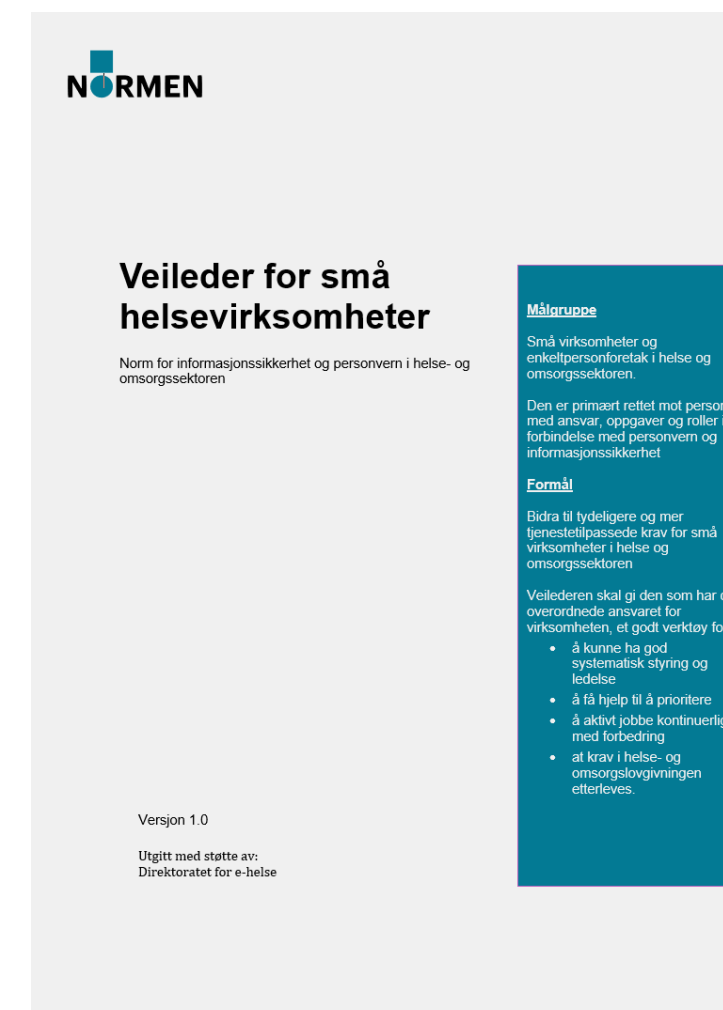 NORMEN
Veileder for små
helsevirksomheter
Norm for informasjonssikkerhet og personvern i helse- og
omsorgssektoren
Målgruppe
Små virksomheter og
enkeltpersonforetak i helse og
omsorgssektoren.
Den er primært rettet mot
med ansvar, oppgaver og roller i
forbindelse med personvern og
informasjonssikkerhet
Formål
Bidra til tydeligere og mer
tjenestetilpassede krav for små
virksomheter i helse og
omsorgssektoren
Veilederen skal gi den som har
overordnede ansvaret for
virksomheten, et godt verktøy
• å kunne ha god
systematisk styring og
ledelse
• å få hjelp til å prioritere
• å aktivt jobbe
med forbedring
• at krav i helse- og
omsorgslovgivningen
etterleves.
Versjon 1.0
Utgitt med støtte av:
Direktoratet for e-helse